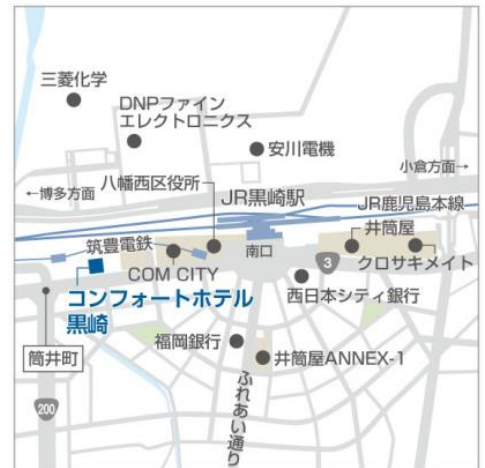 三菱化学
DNPファイン
エレクトロニクス
安川電機
小倉方面→
八幡西区役所
←博多方面
JR黒崎駅
JR鹿児島本線
井筒屋
筑豊電鉄
南口
3
COM CITY
クロサキメイト
コンフォートホテル
黒崎
西日本シティ銀行
福岡銀行
筒井町
井筒屋ANNEX-1
200
ふれあい通り